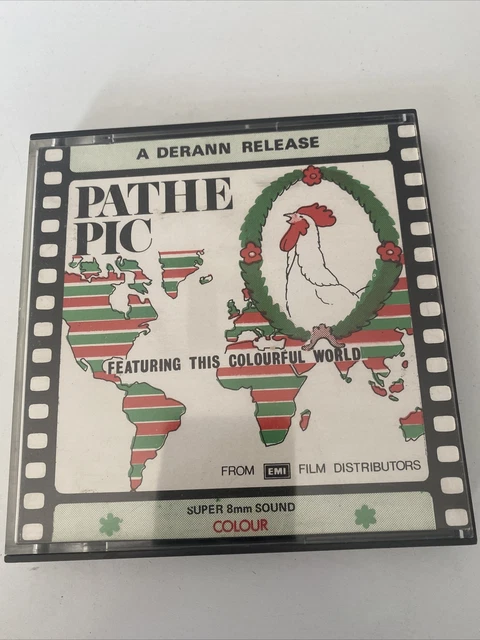 A DERANN RELEASE
PATHE
PIC
FEATURING THIS COLOURFUL WORLD
FROM EMI FILM DISTRIBUTORS
SUPER 8mm SOUND
COLOUR